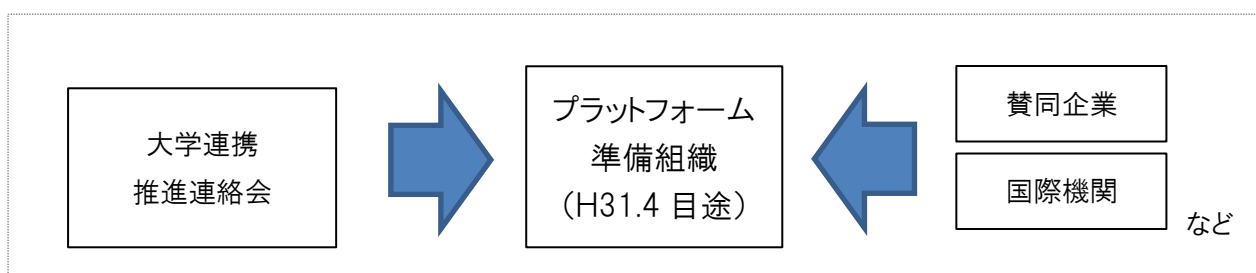 大学連携
推進連絡会
プラットフォーム
準備組織
（H31.4 目途）
賛同企業
国際機関
など